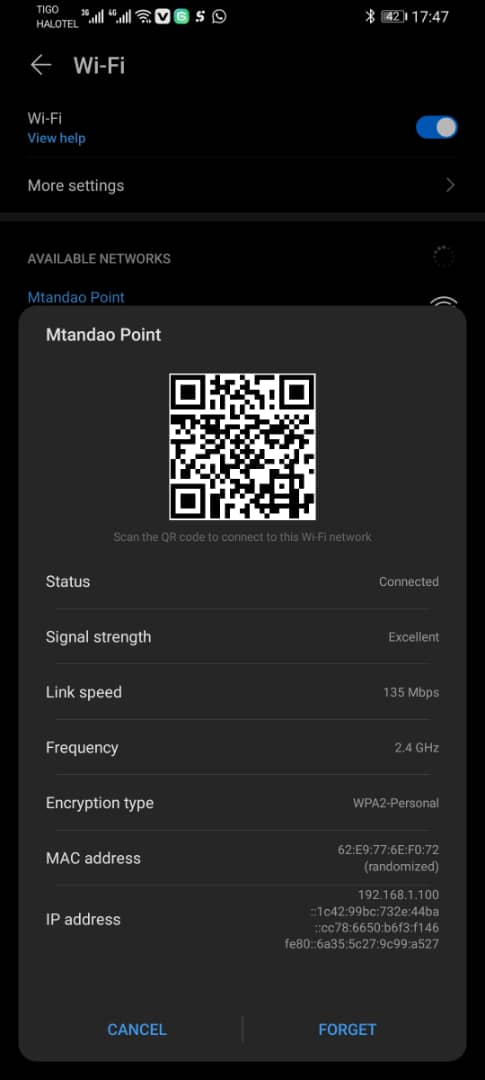 TIGO
HALOTEL
3G
4G
42
17:47
Wi-Fi
Wi-Fi
View help
More settings
AVAILABLE NETWORKS
Mtandao Point
Mtandao Point
Scan the QR code to connect to this Wi-Fi network
Status Connected
Signal strength Excellent
Link speed 135 Mbps
Frequency 2.4 GHz
Encryption type WPA2-Personal
MAC address 62:E9:77:6E:F0:72
(randomized)
IP address 192.168.1.100
::1c42:99bc:732e:44ba
::cc78:6650:b6f3:f146
fe80::6a35:5c27:9c99:a527
CANCEL FORGET